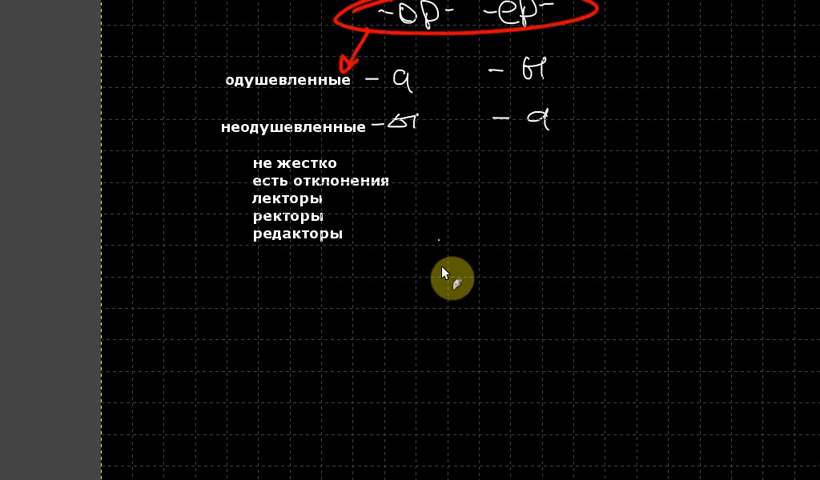 -ор- -ер-
одушевленные - а - ы
неодушевленные - ы - а
не жестко
есть отклонения
лекторы
ректоры
редакторы